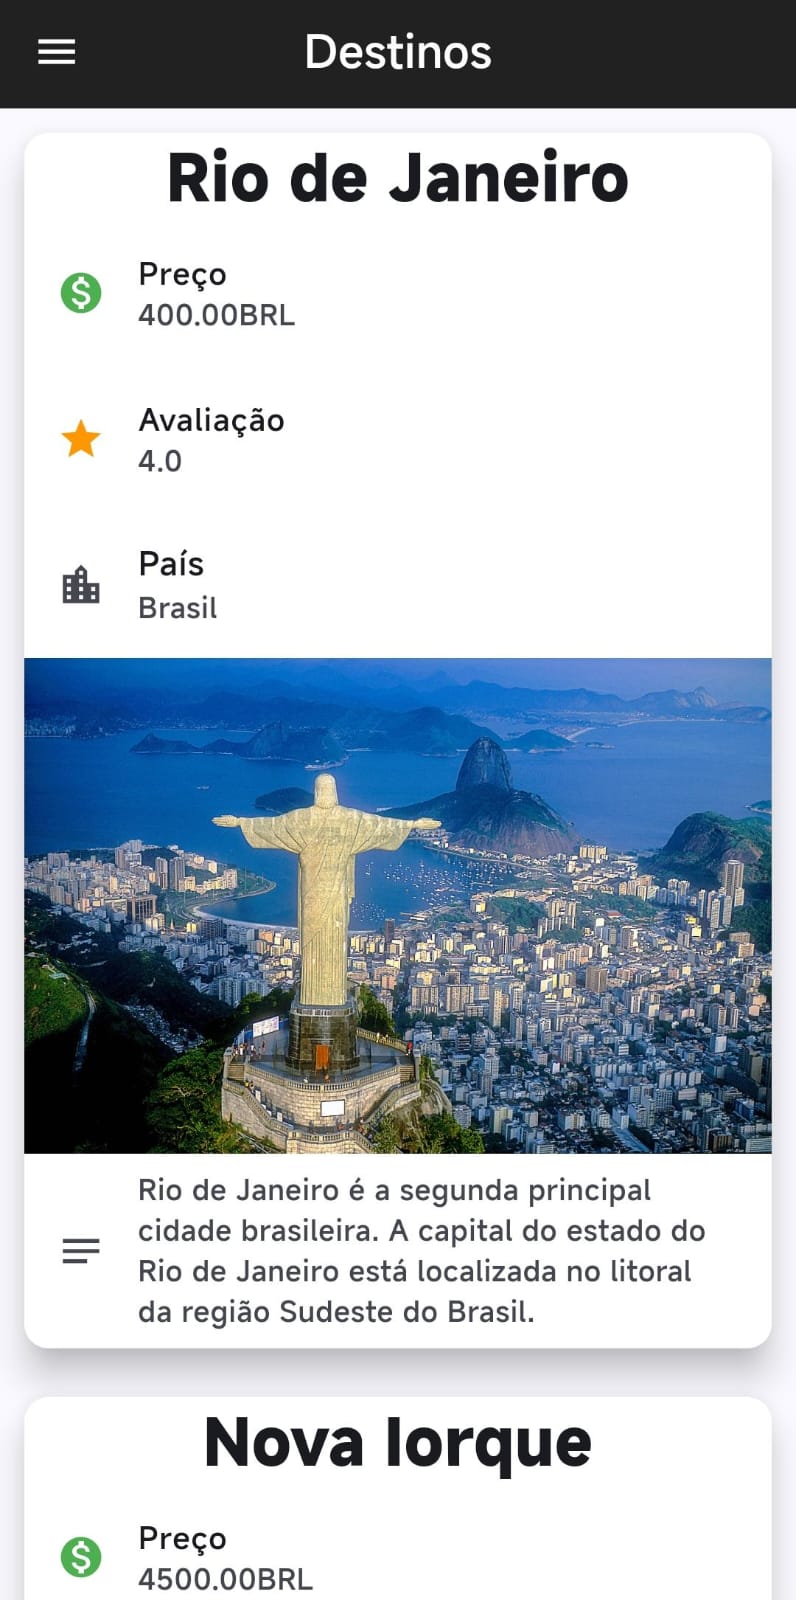 Destinos
Rio de Janeiro
Preço
400.00BRL
Avaliação
4.0
País
Brasil
Rio de Janeiro é a segunda principal
cidade brasileira. A capital do estado do
Rio de Janeiro está localizada no litoral
da região Sudeste do Brasil.
Nova Iorque
Preço
4500.00BRL